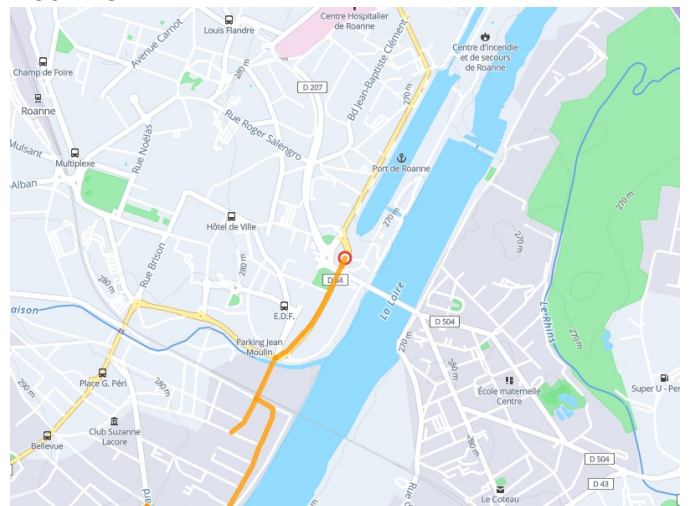 Centre Hospitalier
de Roanne
Louis Flandre
Avenue Carnot
Centre d'incendie
et de secours
de Roanne
280 m
Champ de Foire
D 207
Bd Jean-Baptiste Clément
270 m
Roanne
Rue Roger Salengro
Mulsant
Rue Noëlas
Multiplexe
Port de Roanne
-Alban
270 m
270 m
Hôtel de Ville
270 m
280 m
Rue Brison
280 m
La Loire
E.D.F.
D 504
Le Rhins
270 m
Parking Jean
Moulin
270 m
290 m
Place G. Péri
280 m
École maternelle
Centre
Super U - Per
Club Suzanne
Lacore
Bellevue
280 m
D 504
D 43
Le Coteau